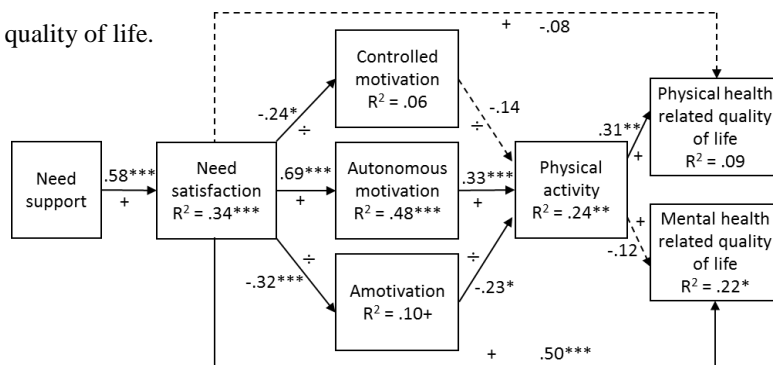 quality of life.
+ -.08
Controlled
motivation
R² = .06
-.24*
÷
-.14
÷
Physical health
related quality
of life
R² = .09
.31**
+
Need
support
.58***
+
Need
satisfaction
R² = .34***
.69***
+
Autonomous
motivation
R² = .48***
.33***
+
Physical
activity
R² = .24**
÷
-.32***
Amotivation
R² = .10+
÷
-.23*
+
-.12
Mental health
related quality
of life
R² = .22*
+ .50***